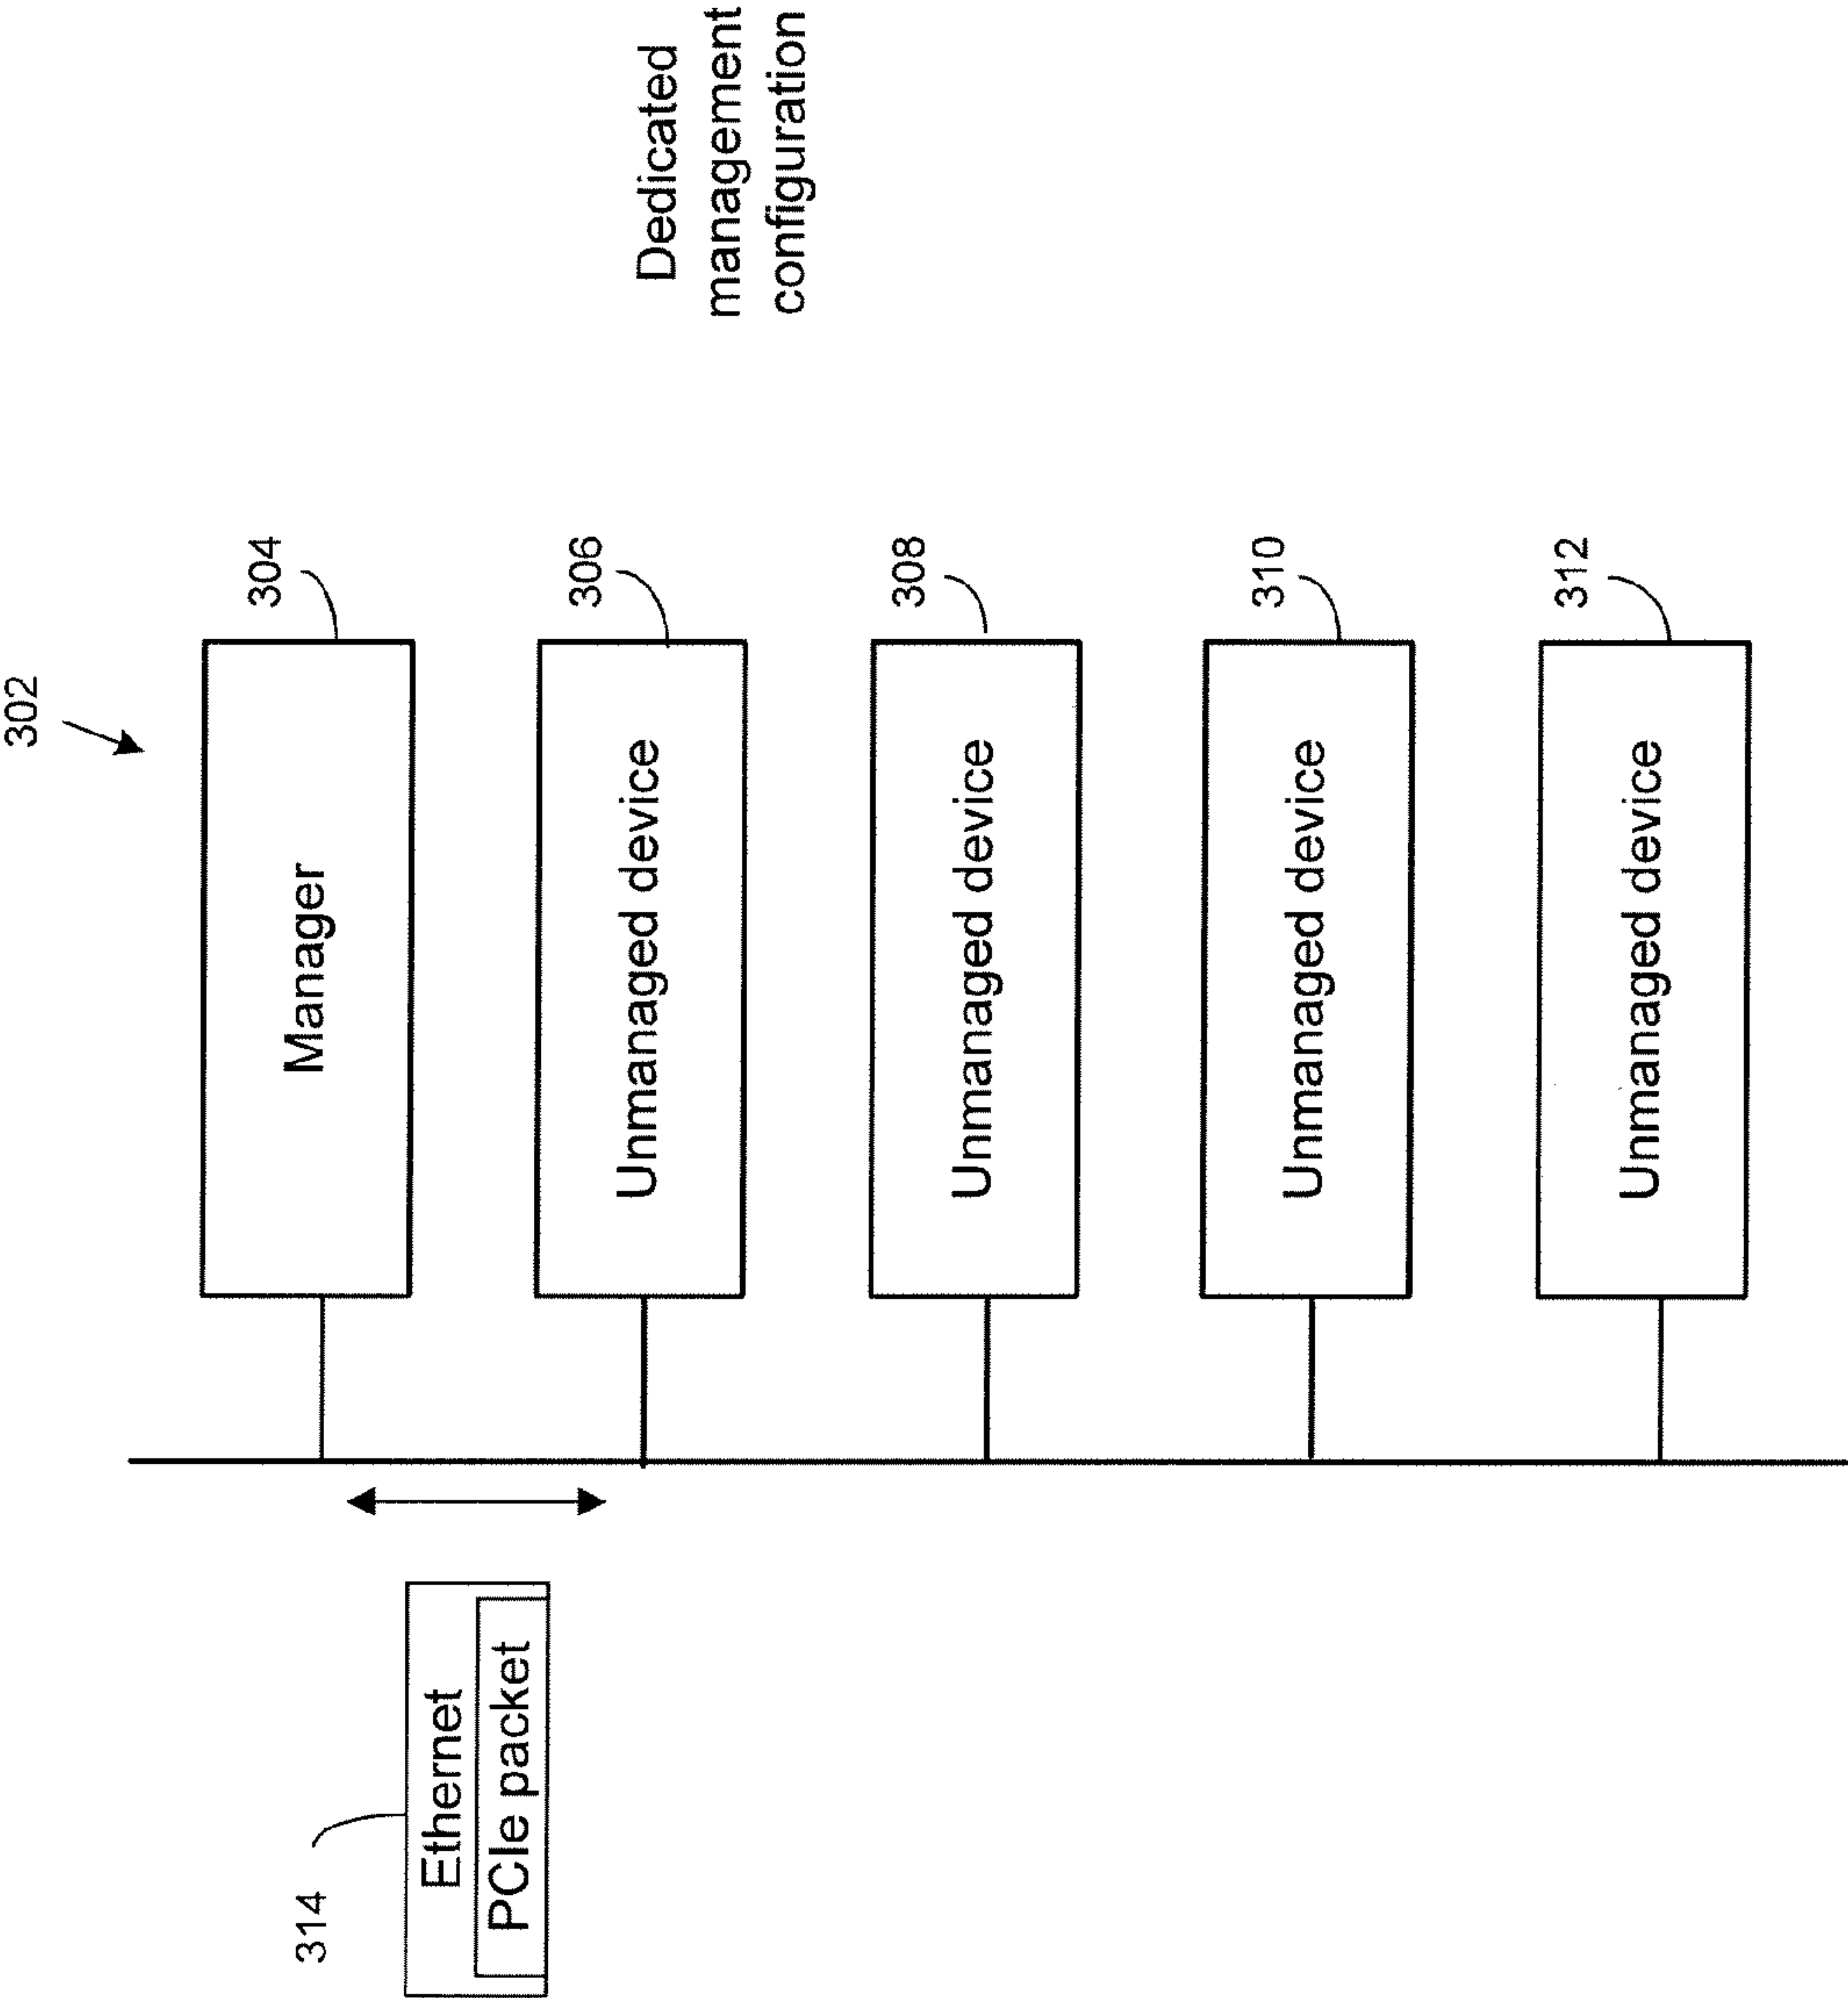 302
304
Manager
314
Ethernet
PCIe packet
306
Unmanaged device
Dedicated
management
configuration
308
Unmanaged device
310
Unmanaged device
312
Unmanaged device